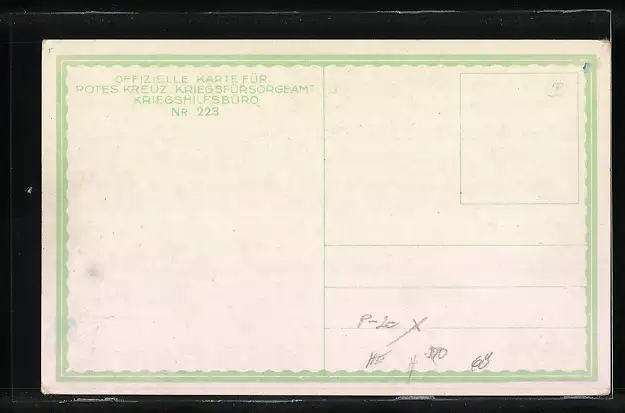 OFFIZIELLE KARTE FÜR
ROTES KREUZ, KRIEGSFÜRSORGEAMT
KRIEGSHILFSBÜRO
NR 223
P-20 X